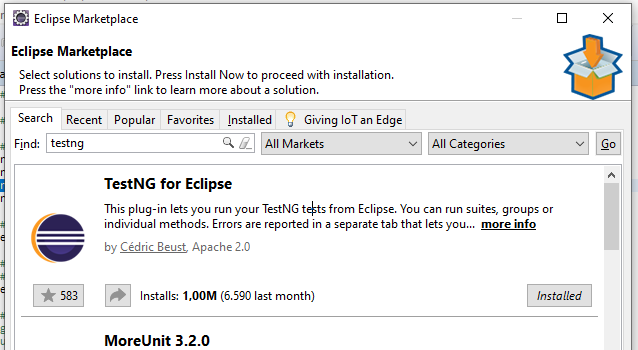 Eclipse Marketplace
Eclipse Marketplace
Select solutions to install. Press Install Now to proceed with installation.
Press the "more info" link to learn more about a solution.
Search Recent Popular Favorites Installed Giving IoT an Edge
Find: testng All Markets All Categories Go
TestNG for Eclipse
This plug-in lets you run your TestNG tests from Eclipse. You can run suites, groups or
individual methods. Errors are reported in a separate tab that lets you... more info
by Cédric Beust, Apache 2.0
583 Installs: 1,00M (6.590 last month) Installed
MoreUnit 3.2.0